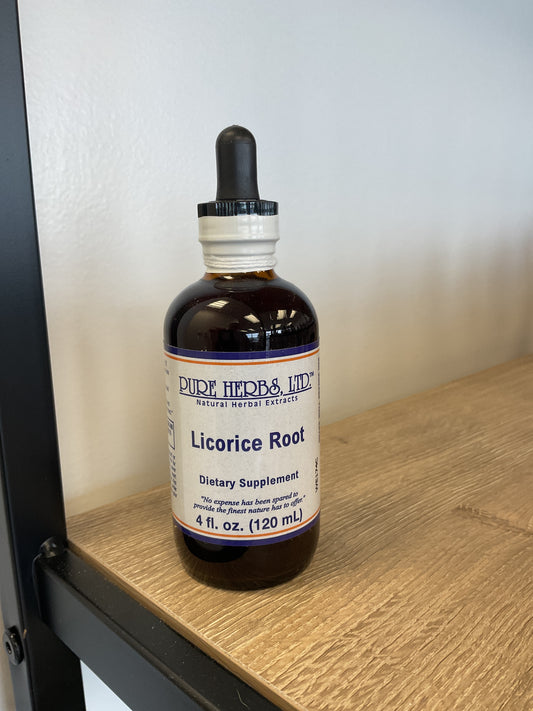 PURE HERBS, LTD.™
Natural Herbal Extracts
Licorice Root
Dietary Supplement
"No expense has been spared to
provide the finest nature has to offer."
4 fl. oz. (120 mL)